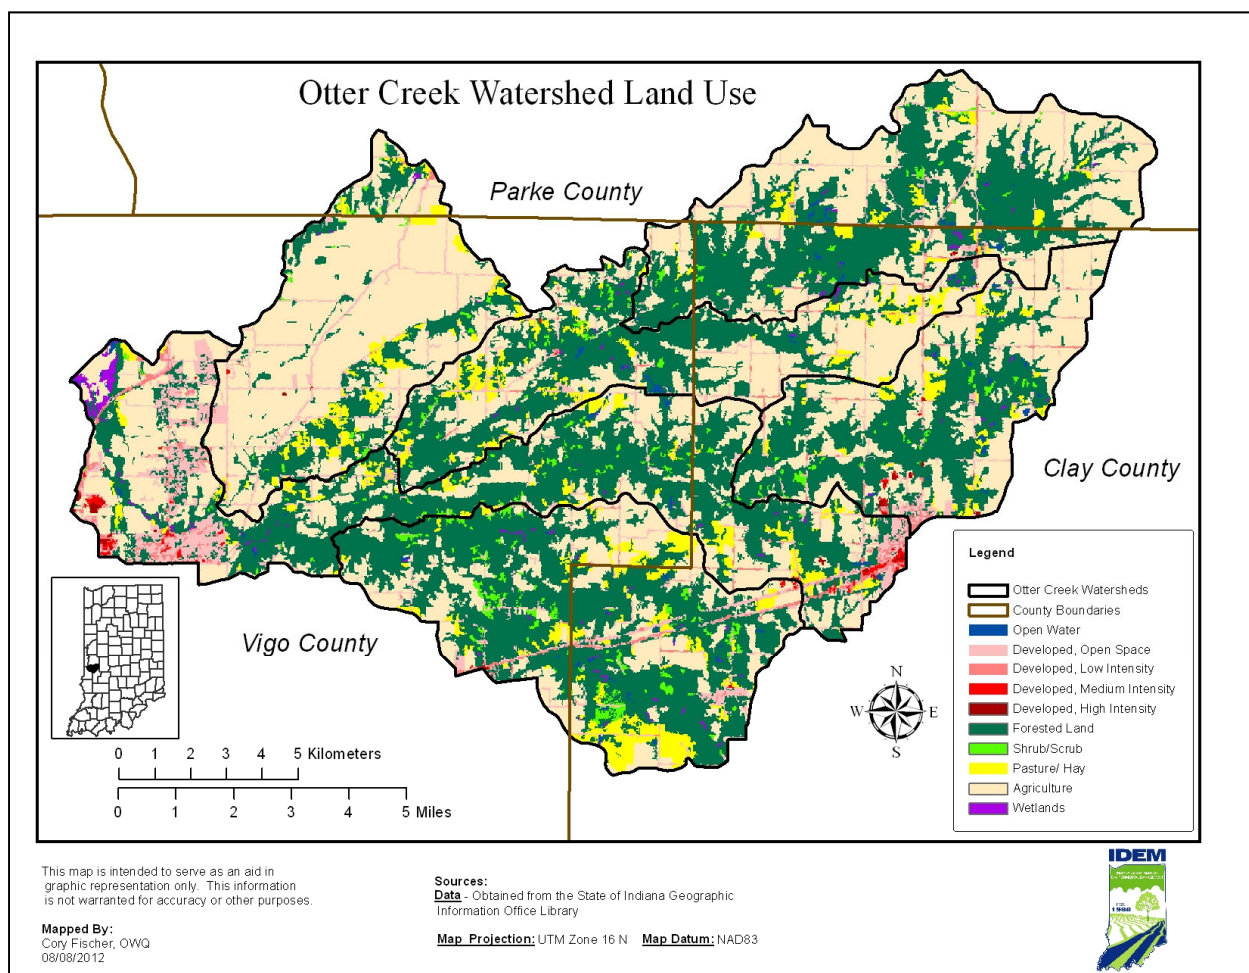 Otter Creek Watershed Land Use
Parke County
Clay County
Vigo County
Legend
Otter Creek Watersheds
County Boundaries
Open Water
Developed, Open Space
Developed, Low Intensity
Developed, Medium Intensity
Developed, High Intensity
Forested Land
Shrub/Scrub
Pasture/ Hay
Agriculture
Wetlands
N
W E
S
0 1 2 3 4 5 Kilometers
0 1 2 3 4 5 Miles
This map is intended to serve as an aid in
graphic representation only. This information
is not warranted for accuracy or other purposes.
Mapped By:
Cory Fischer, OWQ
08/08/2012
Sources:
Data - Obtained from the State of Indiana Geographic
Information Office Library
Map Projection: UTM Zone 16 N Map Datum: NAD83
IDEM
1986